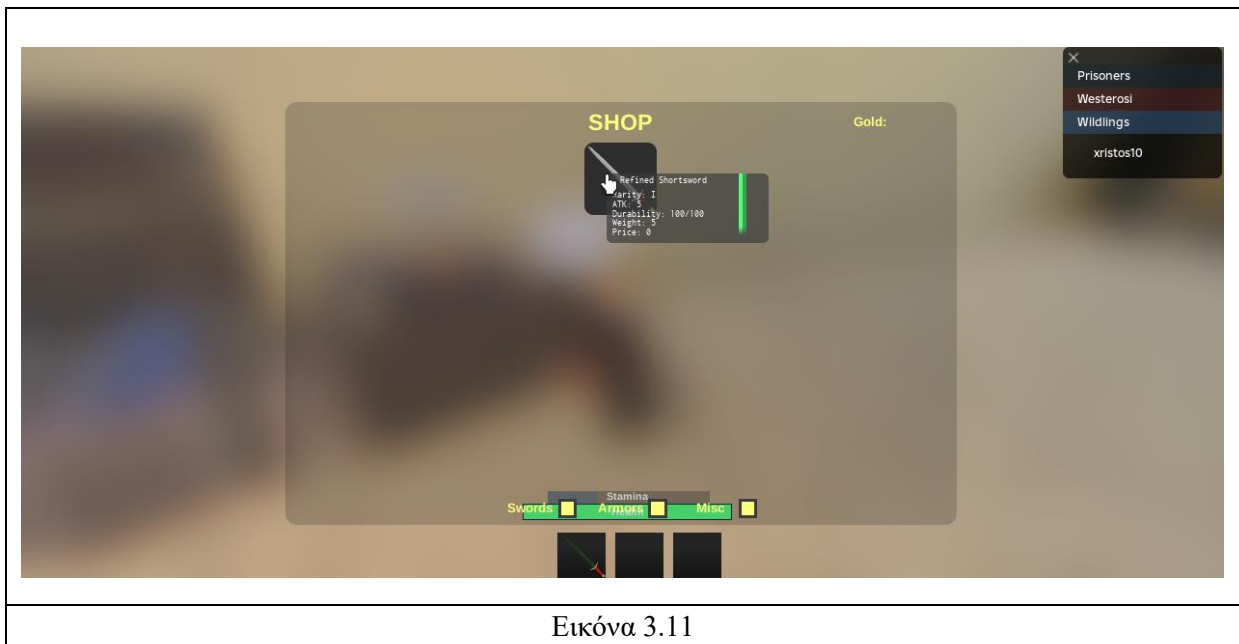 SHOP
Gold:
Prisoners
Westerosi
Wildlings
xristos10
Refined Shortsword
Rarity: I
ATK: 5
Durability: 100/100
Weight: 5
Price: 0
Stamina
Swords
Armors
Misc
Εικόνα 3.11